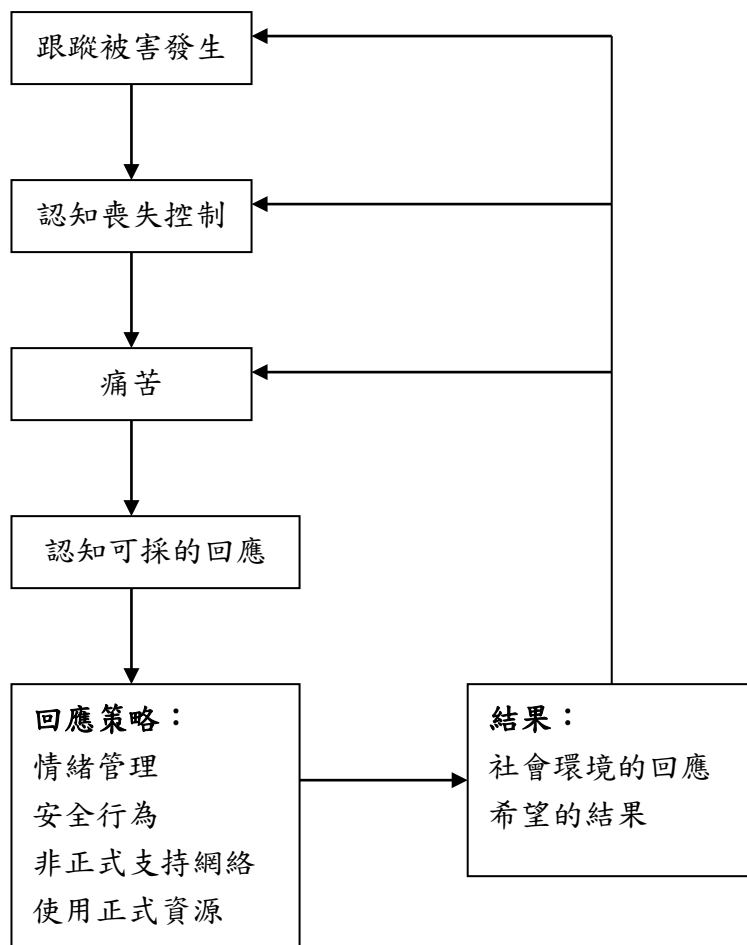 跟蹤被害發生
認知喪失控制
痛苦
認知可採的回應
回應策略：
情緒管理
安全行為
非正式支持網絡
使用正式資源
結果：
社會環境的回應
希望的結果